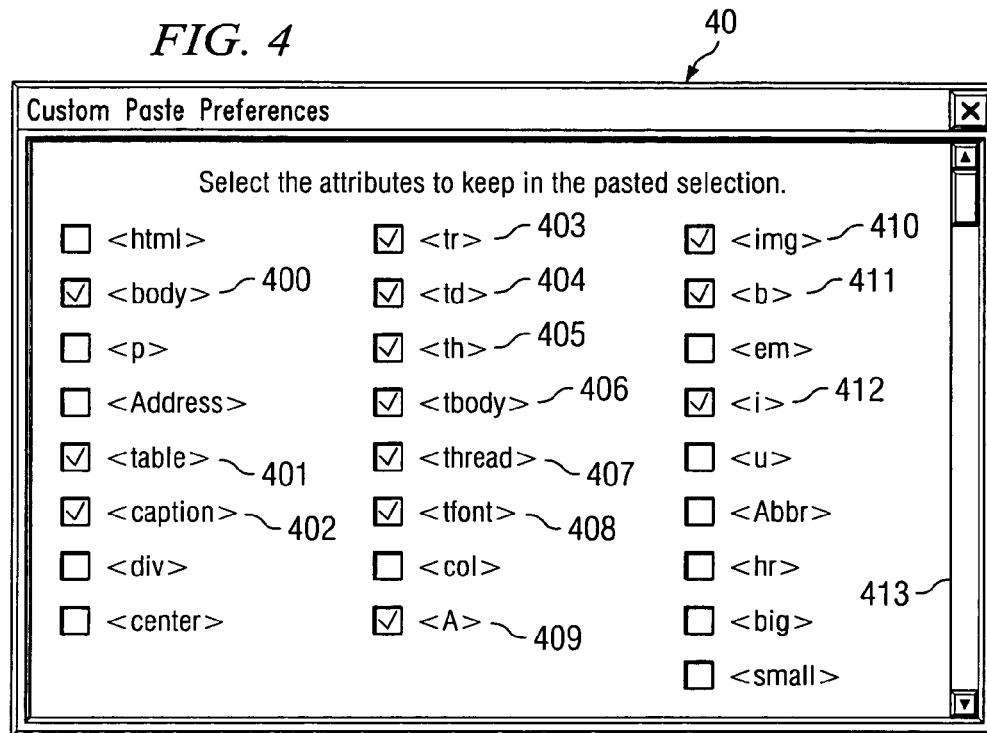 FIG. 4
40
Custom Paste Preferences
Select the attributes to keep in the pasted selection.
<html> <tr> 403 <img> 410
<body> 400 <td> 404 <b> 411
<p> <th> 405 <em>
<Address> <tbody> 406 <i> 412
<table> 401 <thread> 407 <u>
<caption> 402 <tfont> 408 <Abbr>
<div> <col> <hr> 413
<center> <A> 409 <big>
<small>